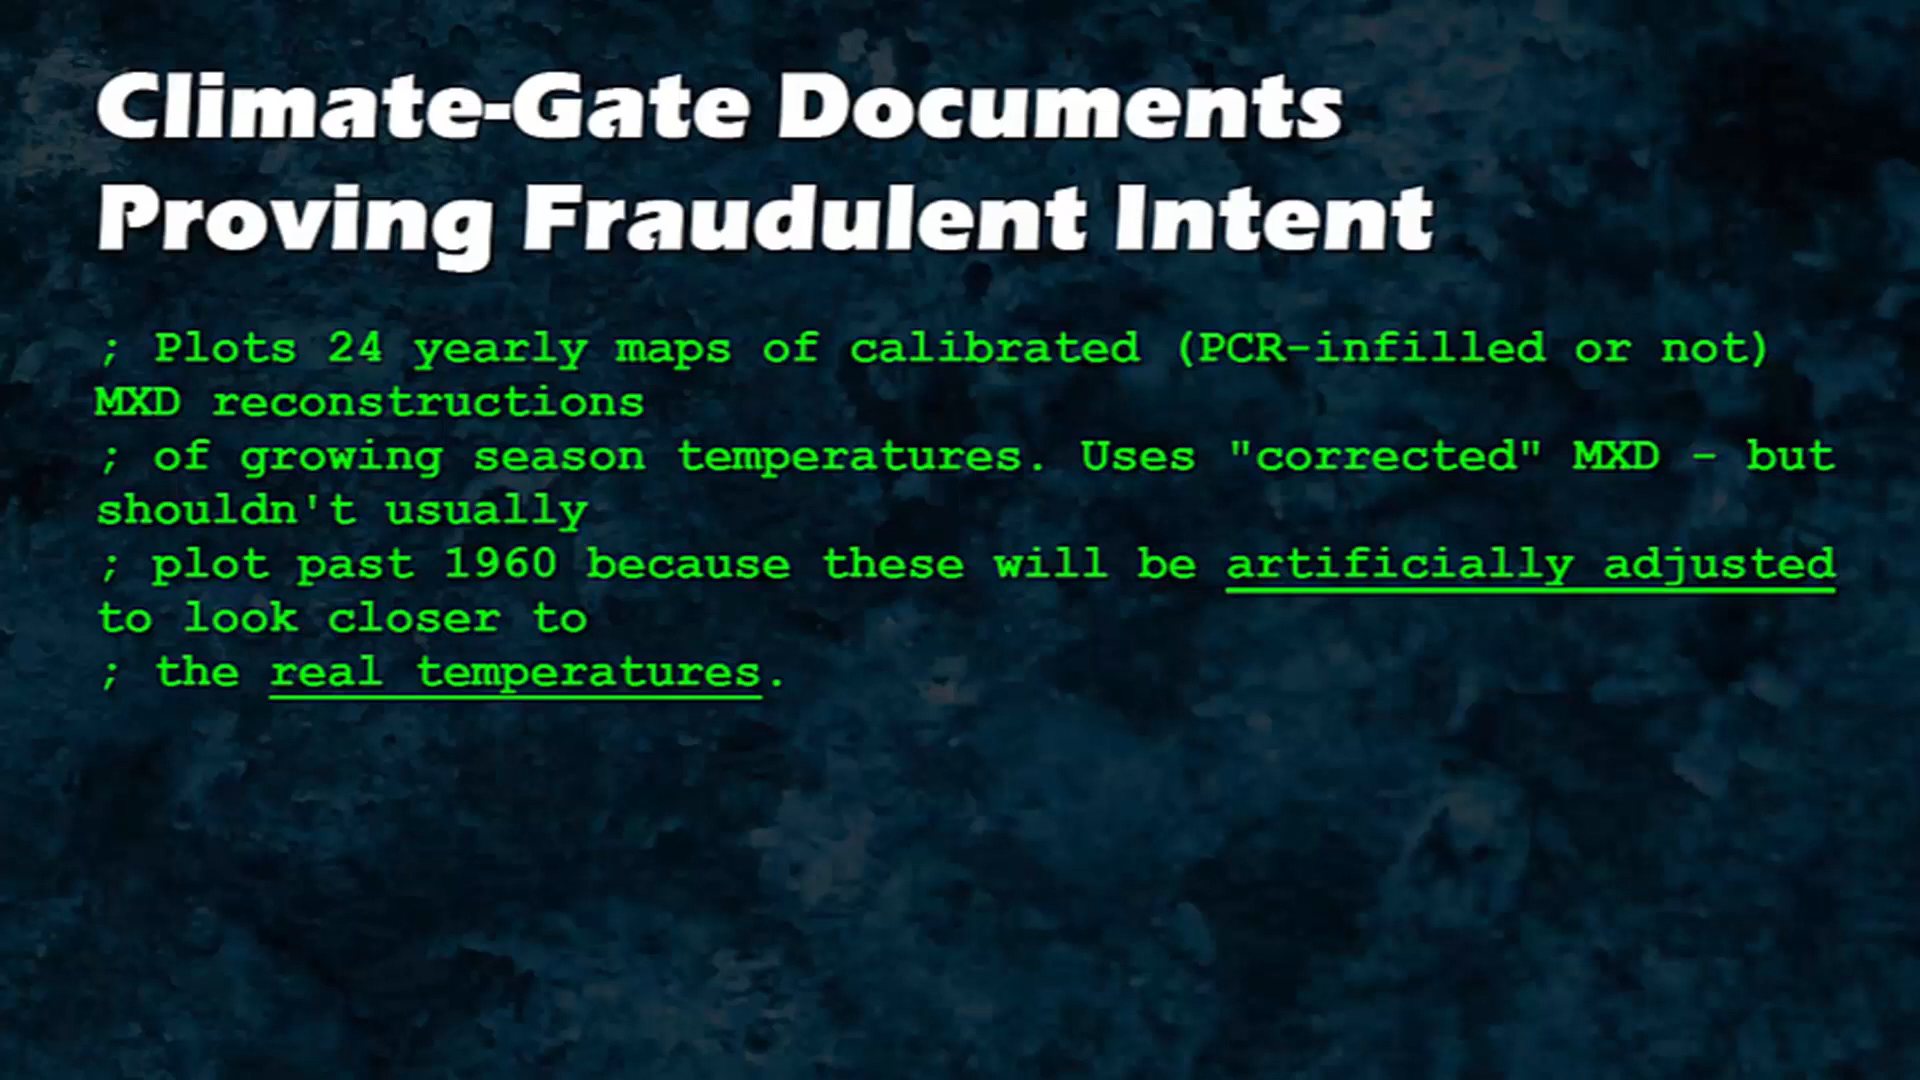 Climate-Gate Documents
Proving Fraudulent Intent
; Plots 24 yearly maps of calibrated (PCR-infilled or not)
MXD reconstructions
; of growing season temperatures. Uses "corrected" MXD - but
shouldn't usually
; plot past 1960 because these will be artificially adjusted
to look closer to
; the real temperatures.